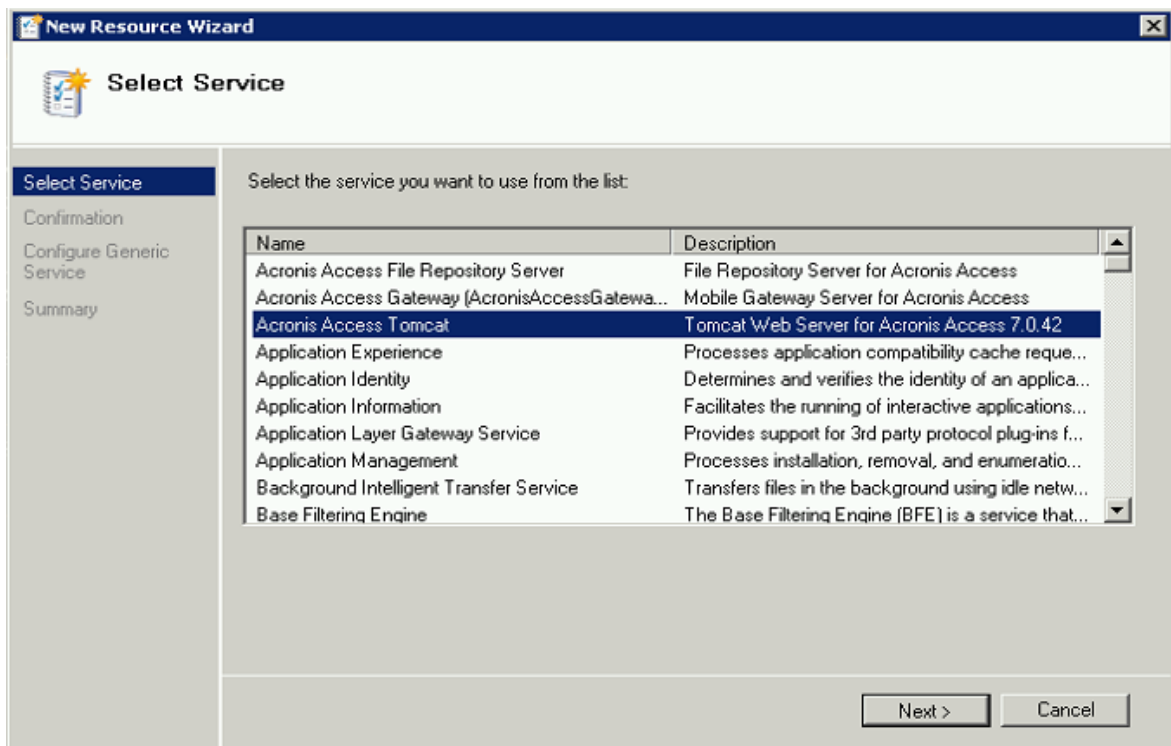 New Resource Wizard
Select Service
Select Service
Confirmation
Configure Generic
Service
Summary
Select the service you want to use from the list:
Name Description
Acronis Access File Repository Server File Repository Server for Acronis Access
Acronis Access Gateway (AcronisAccessGatewa... Mobile Gateway Server for Acronis Access
Acronis Access Tomcat Tomcat Web Server for Acronis Access 7.0.42
Application Experience Processes application compatibility cache reque...
Application Identity Determines and verifies the identity of an applica...
Application Information Facilitates the running of interactive applications...
Application Layer Gateway Service Provides support for 3rd party protocol plug-ins f...
Application Management Processes installation, removal, and enumeratio...
Background Intelligent Transfer Service Transfers files in the background using idle netw...
Base Filtering Engine The Base Filtering Engine (BFE) is a service that...
Next > Cancel